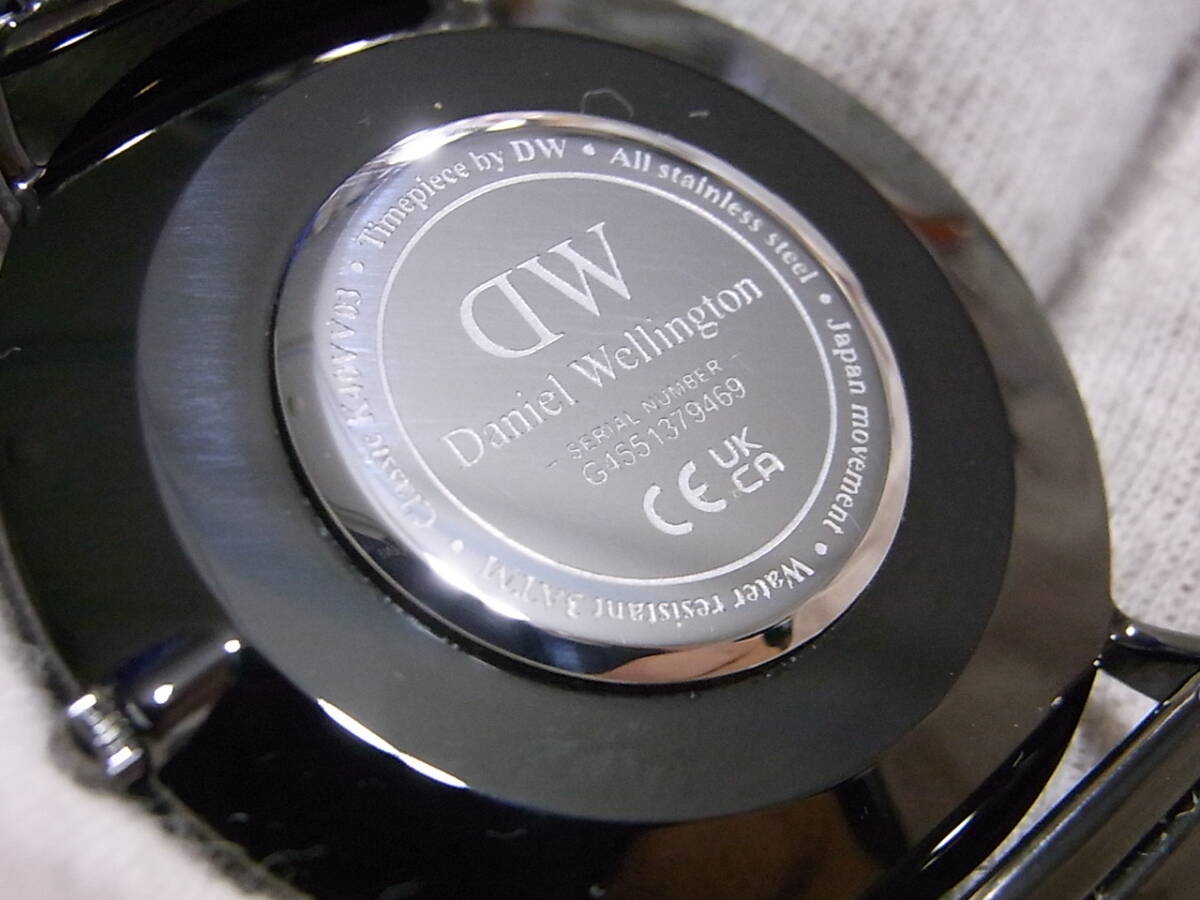 Timepiece by DW • All stainless steel • Japan movement • Water resistant 3ATM • Classic
DW
Daniel Wellington
SERIAL NUMBER
G4551379469
CE UK
CA